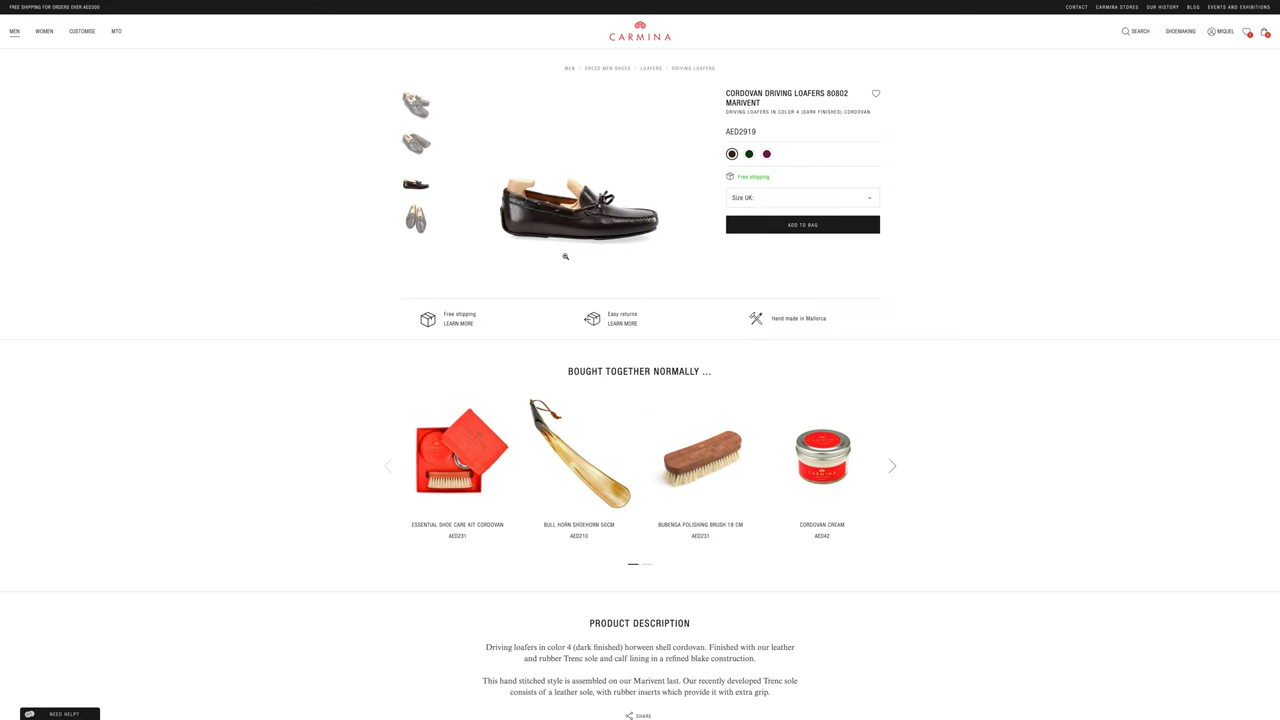 FREE SHIPPING FOR ORDERS OVER AED300
CONTACT CARMINA STORES OUR HISTORY BLOG EVENTS AND EXHIBITIONS
MEN WOMEN CUSTOMISE MTO
CARMINA
SEARCH SHOEMAKING MIQUEL
MEN / DRESS MEN SHOES / LOAFERS / DRIVING LOAFERS
CORDOVAN DRIVING LOAFERS 80802
MARIVENT
DRIVING LOAFERS IN COLOR 4 (DARK FINISHED) CORDOVAN
AED2919
Free shipping
Size UK:
ADD TO BAG
Free shipping
LEARN MORE
Easy returns
LEARN MORE
Hand made in Mallorca
BOUGHT TOGETHER NORMALLY ...
CARMINA
ESSENTIAL SHOE CARE KIT CORDOVAN
AED231
BULL HORN SHOEHORN 50CM
AED210
BUBENGA POLISHING BRUSH 18 CM
AED231
CORDOVAN CREAM
AED42
PRODUCT DESCRIPTION
Driving loafers in color 4 (dark finished) horween shell cordovan. Finished with our leather
and rubber Trenc sole and calf lining in a refined blake construction.
This hand stitched style is assembled on our Marivent last. Our recently developed Trenc sole
consists of a leather sole, with rubber inserts which provide it with extra grip.
SHARE
NEED HELP?